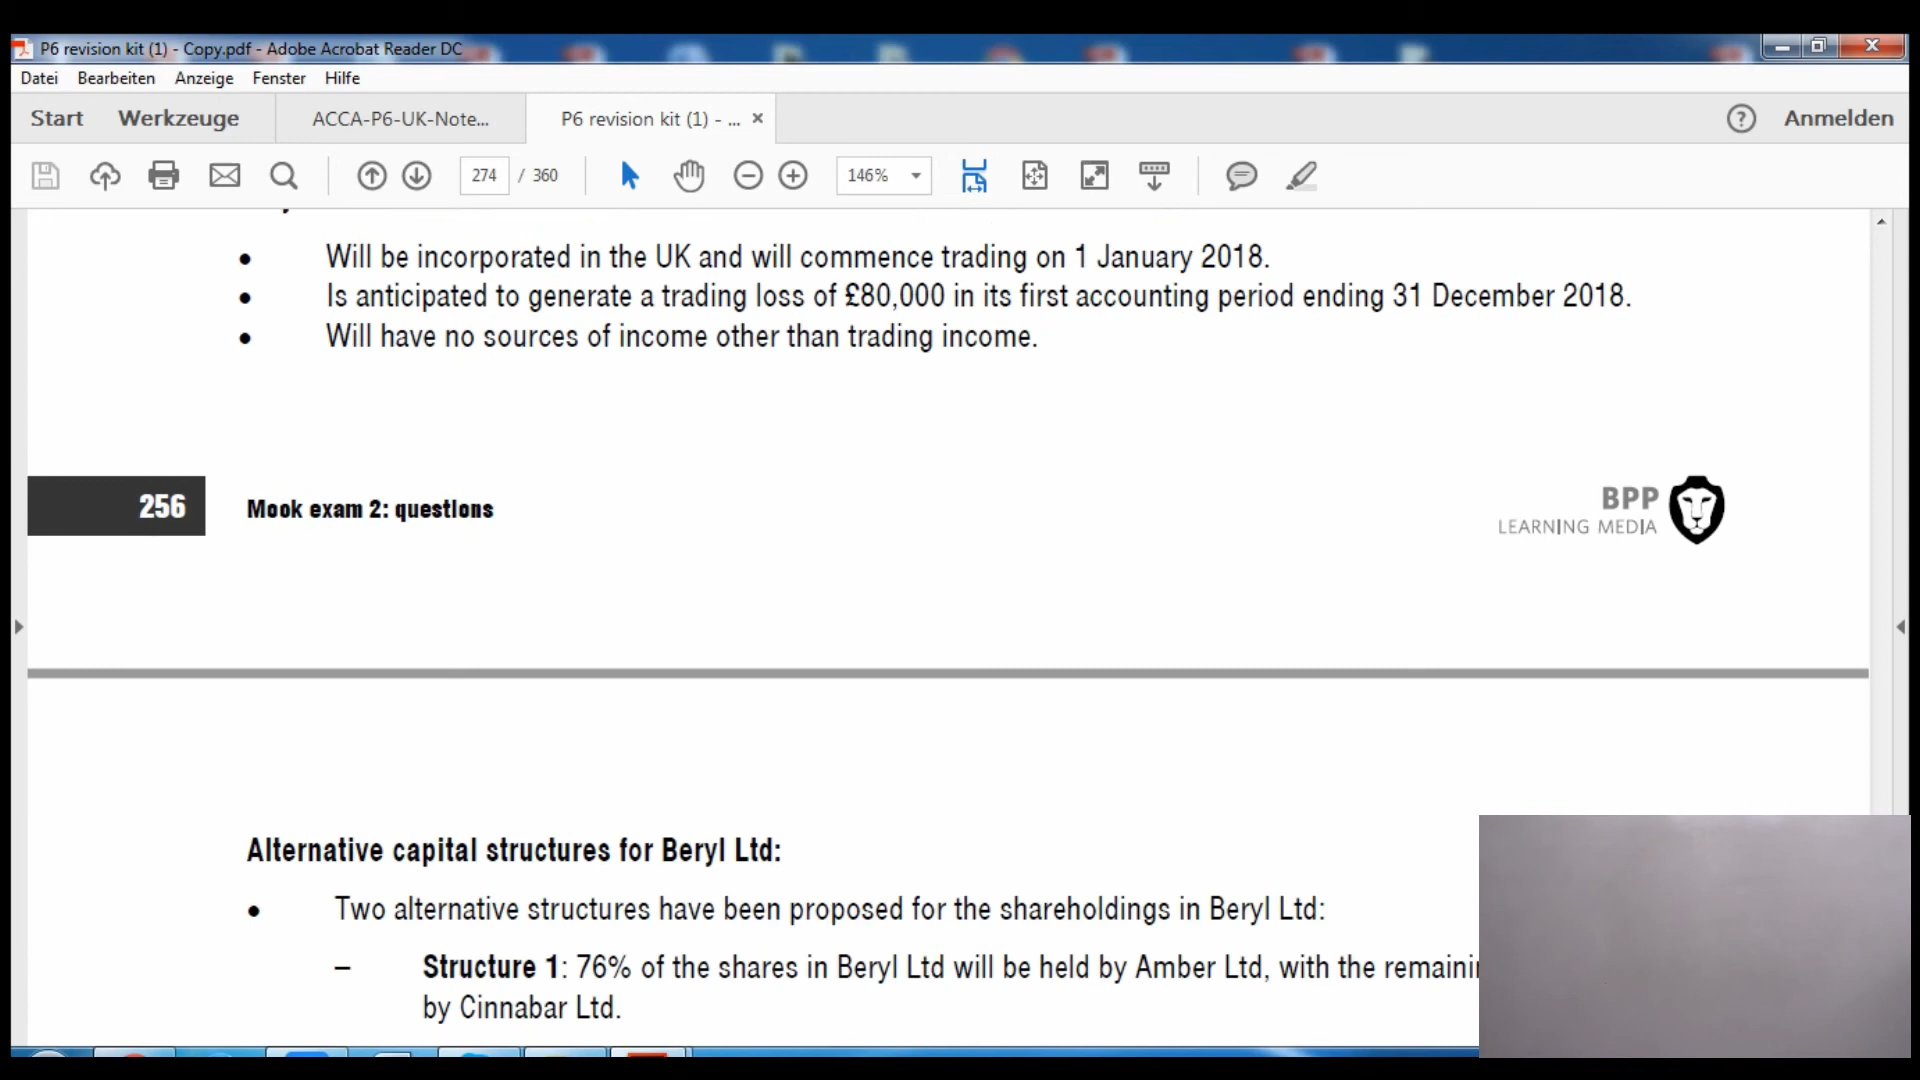 P6 revision kit (1) - Copy.pdf - Adobe Acrobat Reader DC
Datei Bearbeiten Anzeige Fenster Hilfe
Start Werkzeuge ACCA-P6-UK-Note... P6 revision kit (1) - ... × Anmelden
274 / 360 146%
• Will be incorporated in the UK and will commence trading on 1 January 2018.
• Is anticipated to generate a trading loss of £80,000 in its first accounting period ending 31 December 2018.
• Will have no sources of income other than trading income.
256 Mock exam 2: questions
BPP
LEARNING MEDIA
Alternative capital structures for Beryl Ltd:
• Two alternative structures have been proposed for the shareholdings in Beryl Ltd:
– Structure 1: 76% of the shares in Beryl Ltd will be held by Amber Ltd, with the
by Cinnabar Ltd.